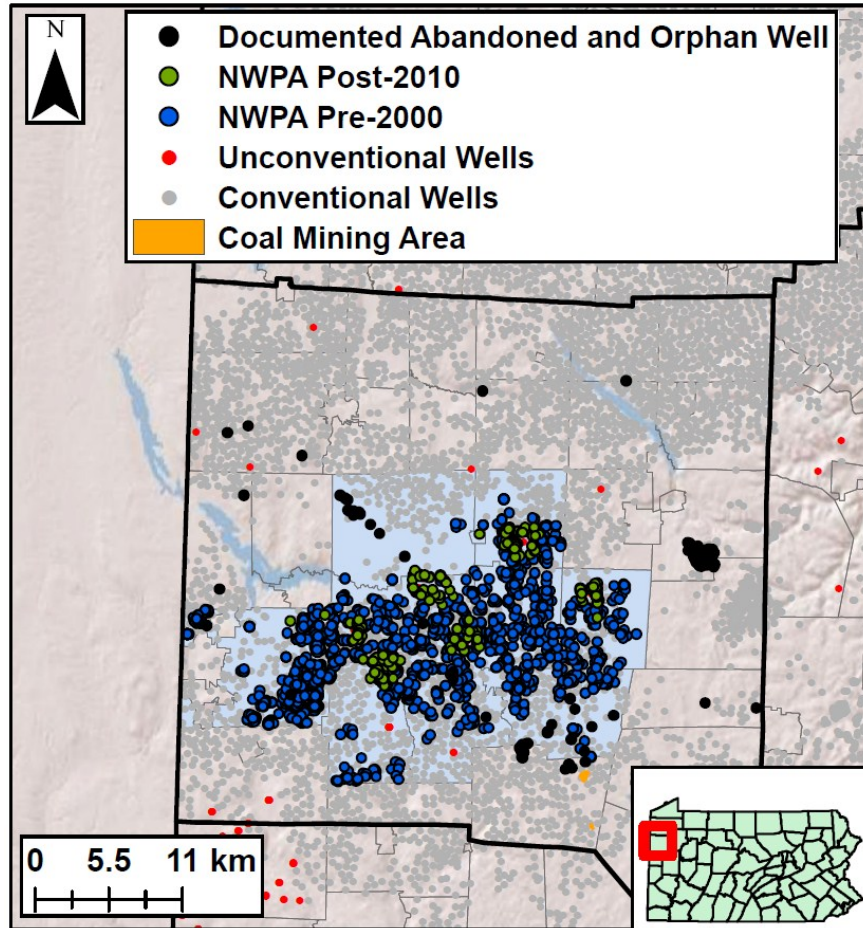 N
Documented Abandoned and Orphan Well
NWPA Post-2010
NWPA Pre-2000
Unconventional Wells
Conventional Wells
Coal Mining Area
0 5.5 11 km